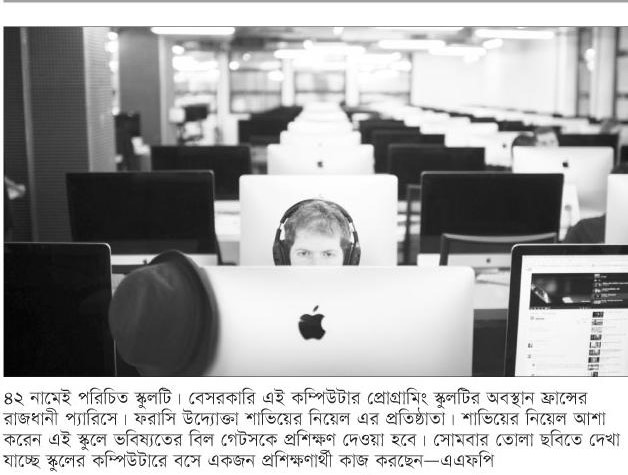 ৪২ নামেই পরিচিত স্কুলটি। বেসরকারি এই কম্পিউটার প্রোগ্রামিং স্কুলটির অবস্থান ফ্রান্সের
রাজধানী প্যারিসে। ফরাসি উদ্যোক্তা শাভিয়ের নিয়েল এর প্রতিষ্ঠাতা। শাভিয়ের নিয়েল আশা
করেন এই স্কুলে ভবিষ্যতের বিল গেটসকে প্রশিক্ষণ দেওয়া হবে। সোমবার তোলা ছবিতে দেখা
যাচ্ছে স্কুলের কম্পিউটারে বসে একজন প্রশিক্ষণার্থী কাজ করছেন—এএফপি